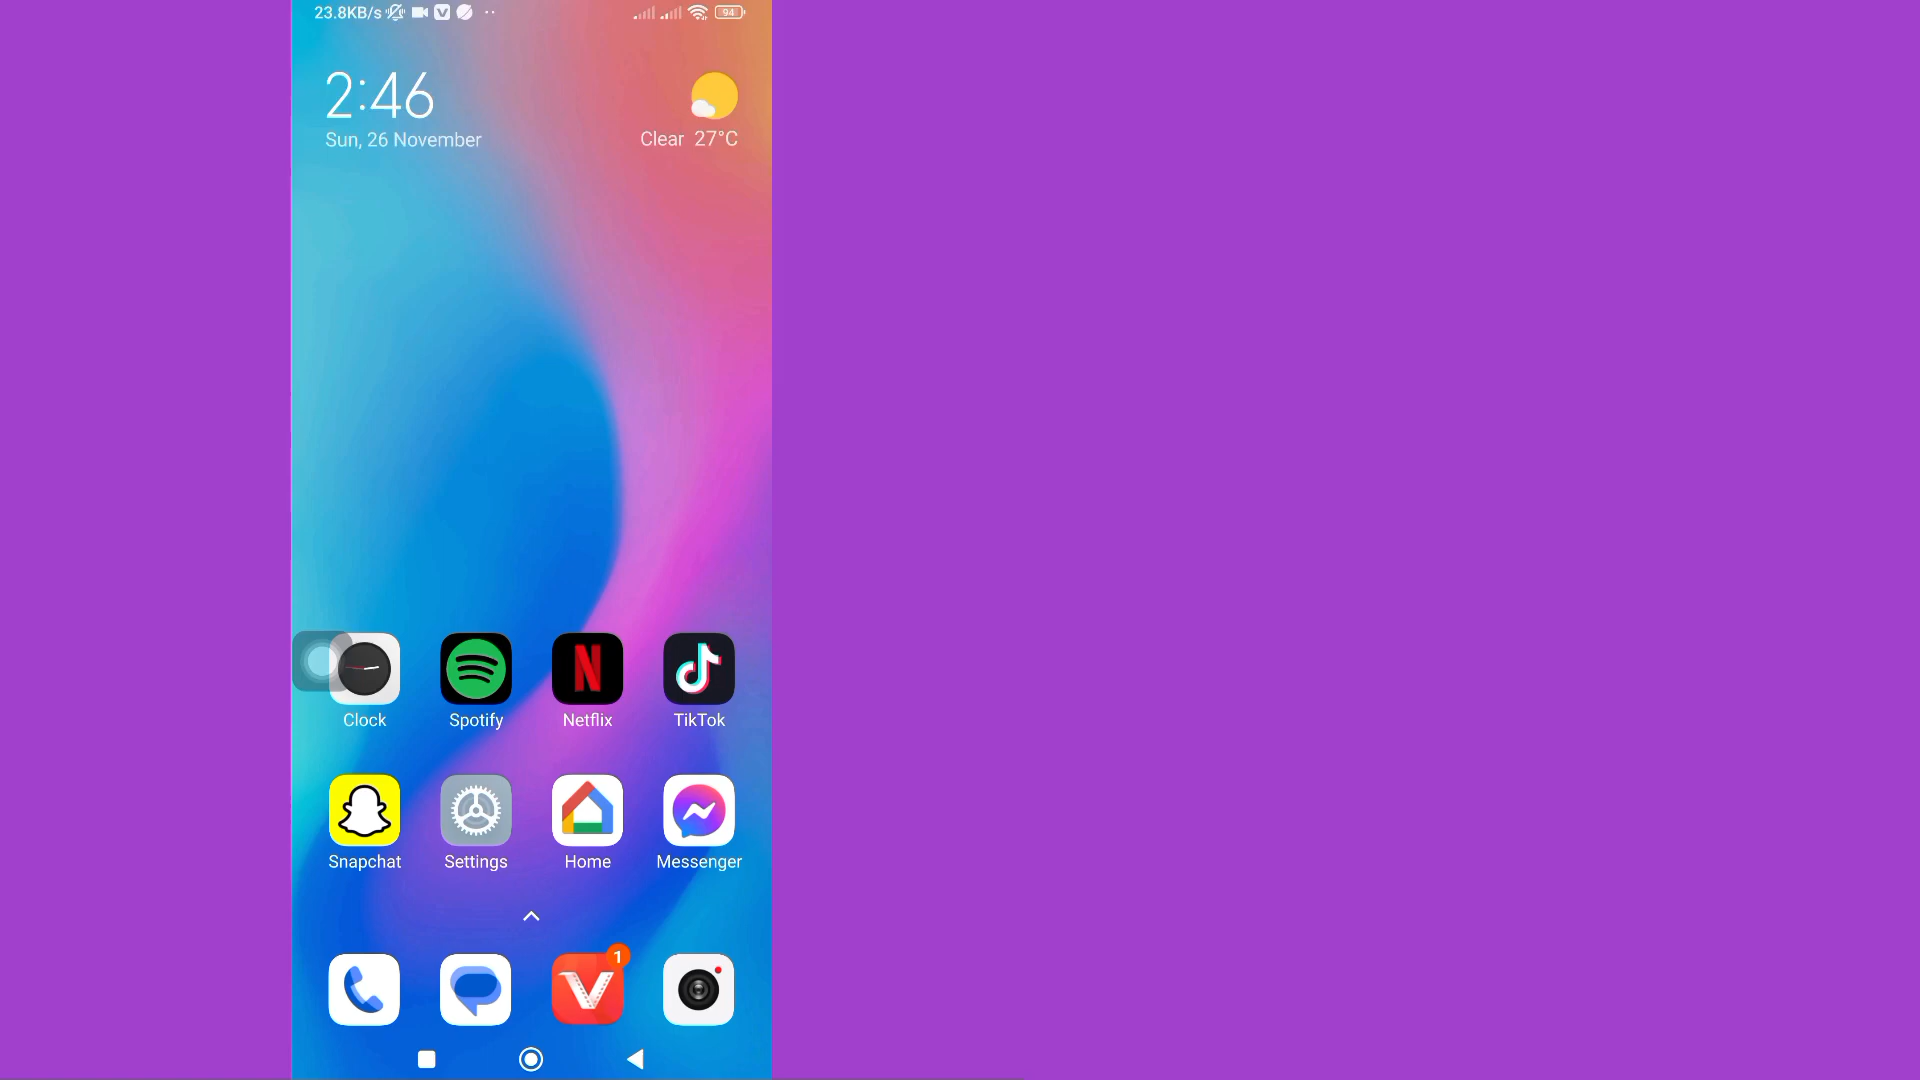 23.8KB/s 94
2:46
Sun, 26 November
Clear 27°C
Clock Spotify Netflix TikTok
Snapchat Settings Home Messenger
1